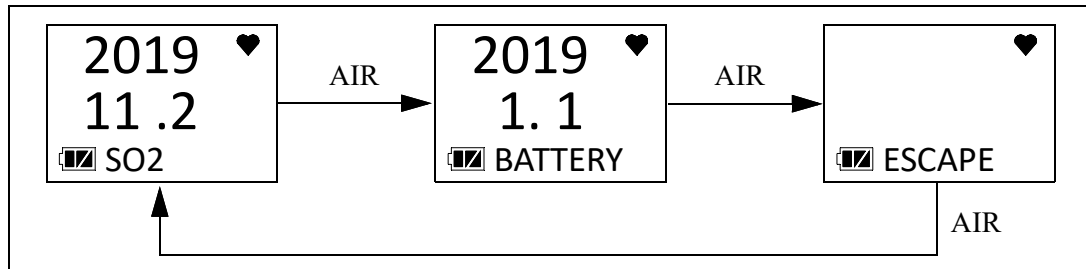 2019
11 .2
SO2
AIR
2019
1. 1
BATTERY
AIR
ESCAPE
AIR